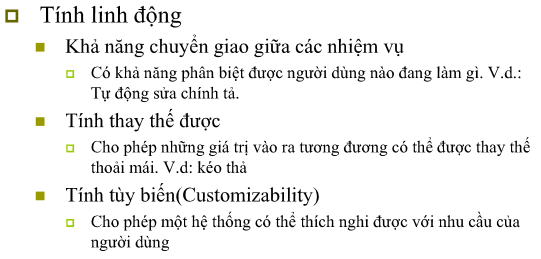 Tính linh động
Khả năng chuyển giao giữa các nhiệm vụ
Có khả năng phân biệt được người dùng nào đang làm gì. V.d.:
Tự động sửa chính tả.
Tính thay thế được
Cho phép những giá trị vào ra tương đương có thể được thay thế
thoải mái. V.d: kéo thả
Tính tùy biến(Customizability)
Cho phép một hệ thống có thể thích nghi được với nhu cầu của
người dùng